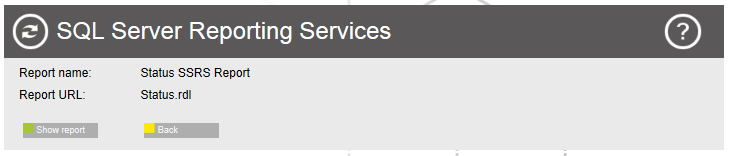 SQL Server Reporting Services ?
Report name: Status SSRS Report
Report URL: Status.rdl
Show report Back